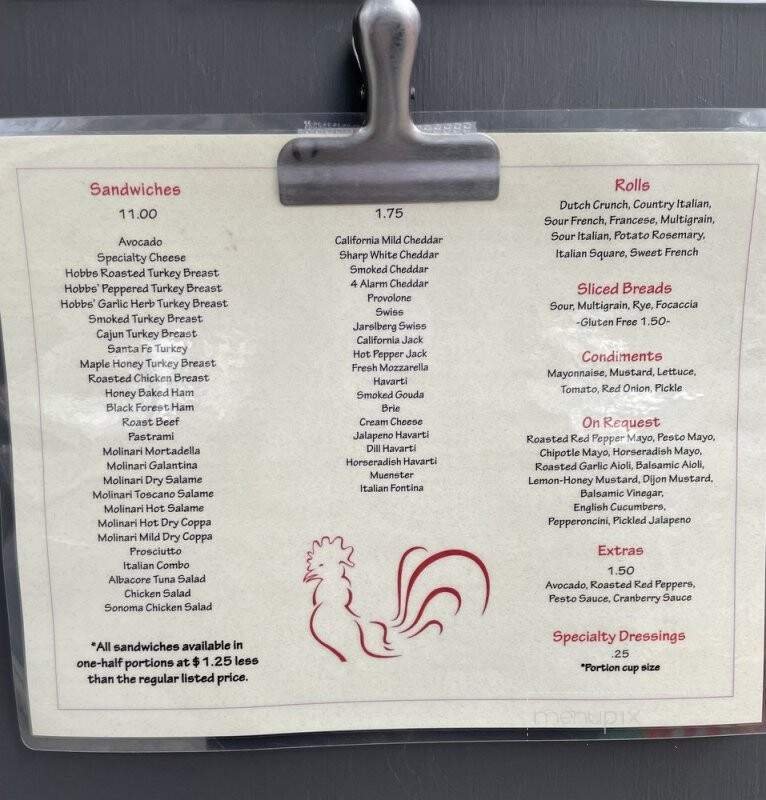 Sandwiches
11.00
Avocado
Specialty Cheese
Hobbs Roasted Turkey Breast
Hobbs' Peppered Turkey Breast
Hobbs' Garlic Herb Turkey Breast
Smoked Turkey Breast
Cajun Turkey Breast
Santa Fe Turkey
Maple Honey Turkey Breast
Roasted Chicken Breast
Honey Baked Ham
Black Forest Ham
Roast Beef
Pastrami
Molinari Mortadella
Molinari Galantina
Molinari Dry Salame
Molinari Toscano Salame
Molinari Hot Salame
Molinari Hot Dry Coppa
Molinari Mild Dry Coppa
Prosciutto
Italian Combo
Albacore Tuna Salad
Chicken Salad
Sonoma Chicken Salad
*All sandwiches available in
one-half portions at $1.25 less
than the regular listed price.
1.75
California Mild Cheddar
Sharp White Cheddar
Smoked Cheddar
4 Alarm Cheddar
Provolone
Swiss
Jarslberg Swiss
California Jack
Hot Pepper Jack
Fresh Mozzarella
Havarti
Smoked Gouda
Brie
Cream Cheese
Jalapeno Havarti
Dill Havarti
Horseradish Havarti
Muenster
Italian Fontina
Rolls
Dutch Crunch, Country Italian,
Sour French, Francese, Multigrain,
Sour Italian, Potato Rosemary,
Italian Square, Sweet French
Sliced Breads
Sour, Multigrain, Rye, Focaccia
-Gluten Free 1.50-
Condiments
Mayonnaise, Mustard, Lettuce,
Tomato, Red Onion, Pickle
On Request
Roasted Red Pepper Mayo, Pesto Mayo,
Chipotle Mayo, Horseradish Mayo,
Roasted Garlic Aioli, Balsamic Aioli,
Lemon-Honey Mustard, Dijon Mustard,
Balsamic Vinegar,
English Cucumbers,
Pepperoncini, Pickled Jalapeno
Extras
1.50
Avocado, Roasted Red Peppers,
Pesto Sauce, Cranberry Sauce
Specialty Dressings
.25
*Portion cup size
menupix